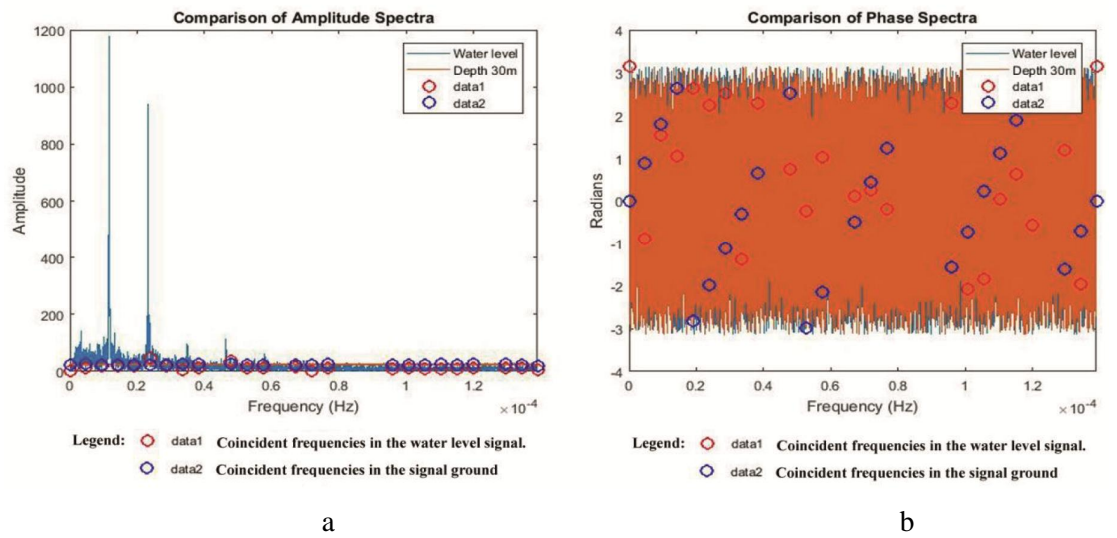 Comparison of Amplitude Spectra
1200
1000
800
600
400
200
0
Amplitude
Water level
Depth 30m
data1
data2
0
0.2
0.4
0.6
0.8
1
1.2
Frequency (Hz)
× 10⁻⁴
Legend: data1 Coincident frequencies in the water level signal.
data2 Coincident frequencies in the signal ground
a
Comparison of Phase Spectra
4
3
2
1
0
-1
-2
-3
-4
Radians
Water level
Depth 30m
data1
data2
0
0.2
0.4
0.6
0.8
1
1.2
Frequency (Hz)
× 10⁻⁴
Legend: data1 Coincident frequencies in the water level signal.
data2 Coincident frequencies in the signal ground
b